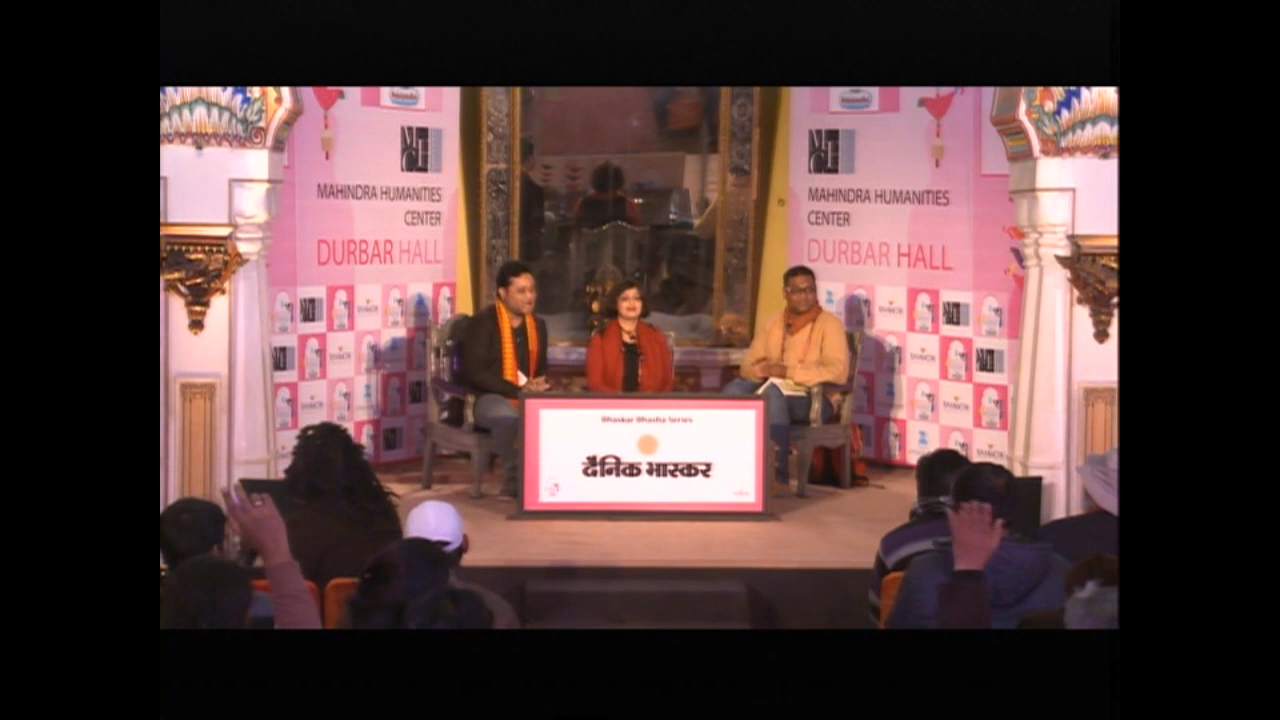 MAHINDRA HUMANITIES
CENTER
DURBAR HALL
MAHINDRA HUMANITIES
CENTER
DURBAR HALL
Bhaskar Bhasha Series
दैनिक भास्कर